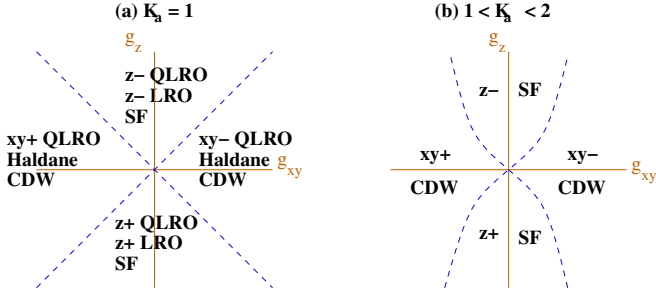 (a) K_a = 1
g_z
z− QLRO
z− LRO
SF
xy+ QLRO
Haldane
CDW
xy− QLRO
Haldane
CDW
g_xy
z+ QLRO
z+ LRO
SF
(b) 1 < K_a < 2
g_z
z− SF
xy+
CDW
xy−
CDW
g_xy
z+ SF